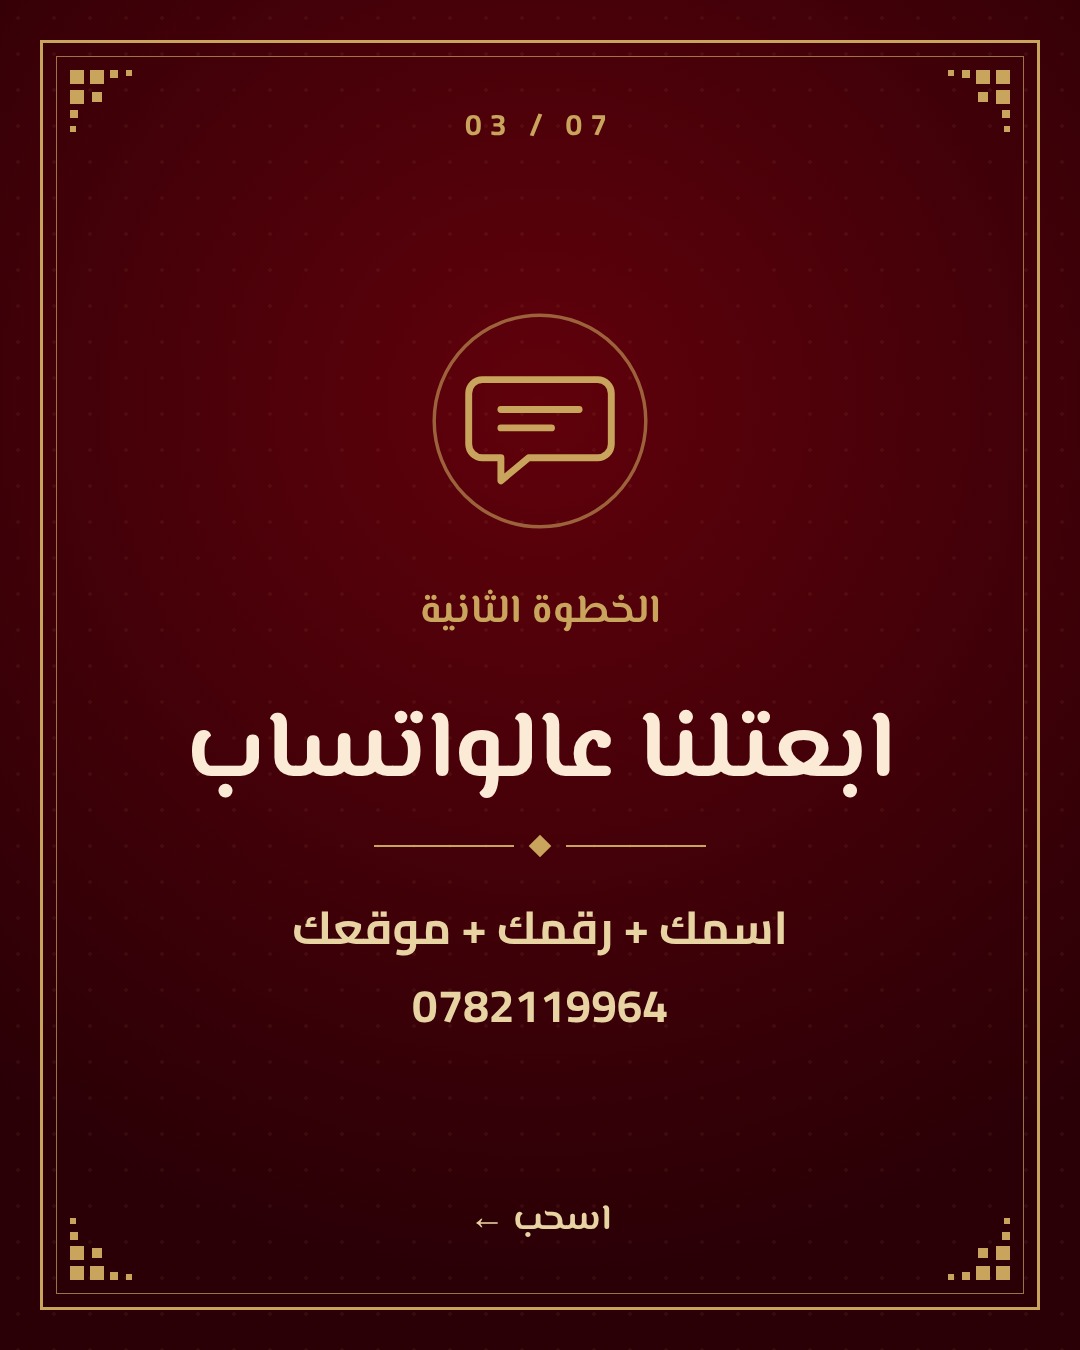 03 / 07
الخطوة الثانية
ابعتلنا عالواتساب
اسمك + رقمك + موقعك
0782119964
اسحب ←